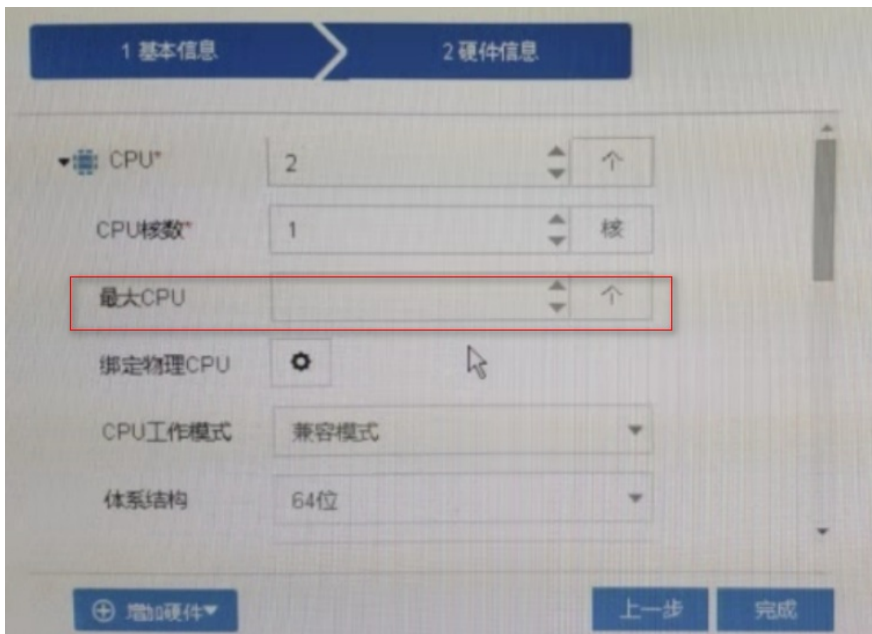 1 基本信息 2 硬件信息
CPU* 2 个
CPU核数* 1 核
最大CPU 个
绑定物理CPU
CPU工作模式 兼容模式
体系结构 64位
增加硬件 上一步 完成